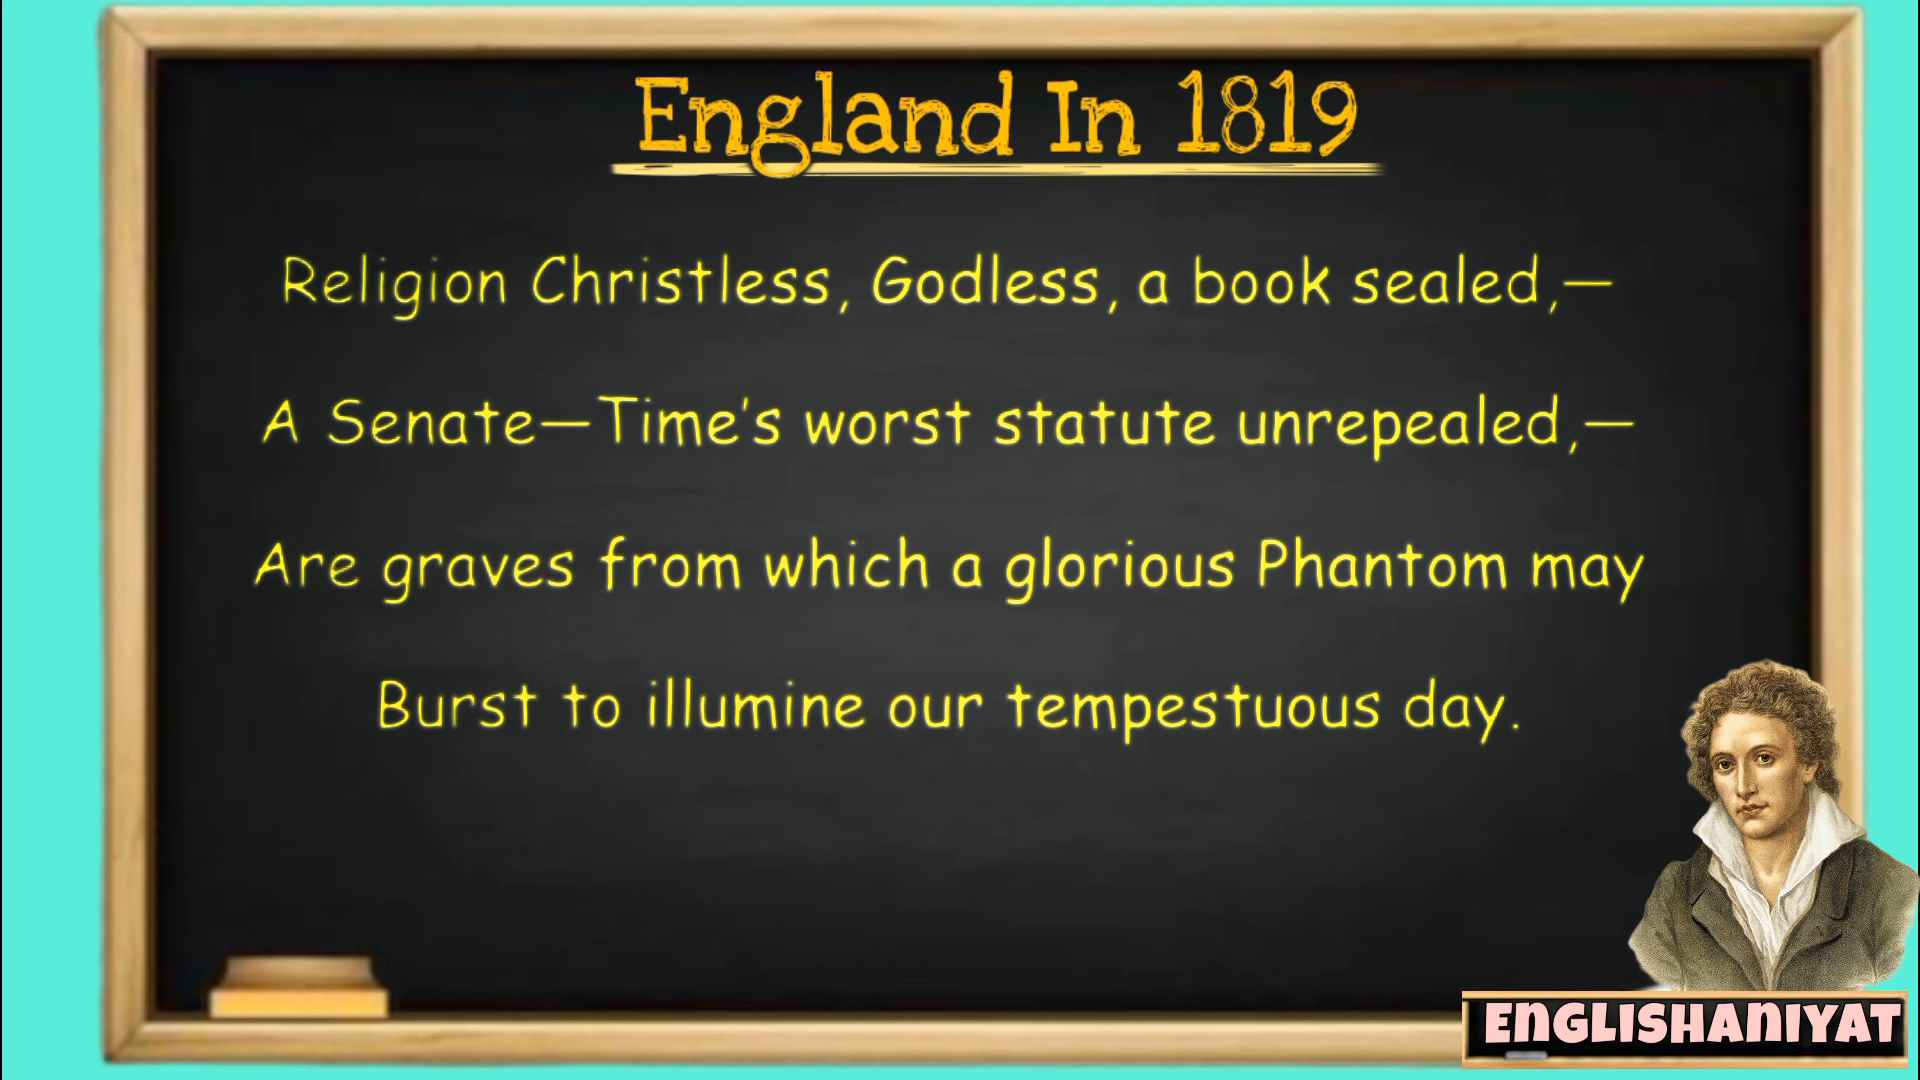 England In 1819
Religion Christless, Godless, a book sealed,—
A Senate—Time's worst statute unrepealed,—
Are graves from which a glorious Phantom may
Burst to illumine our tempestuous day.
ENGLISHANIYAT